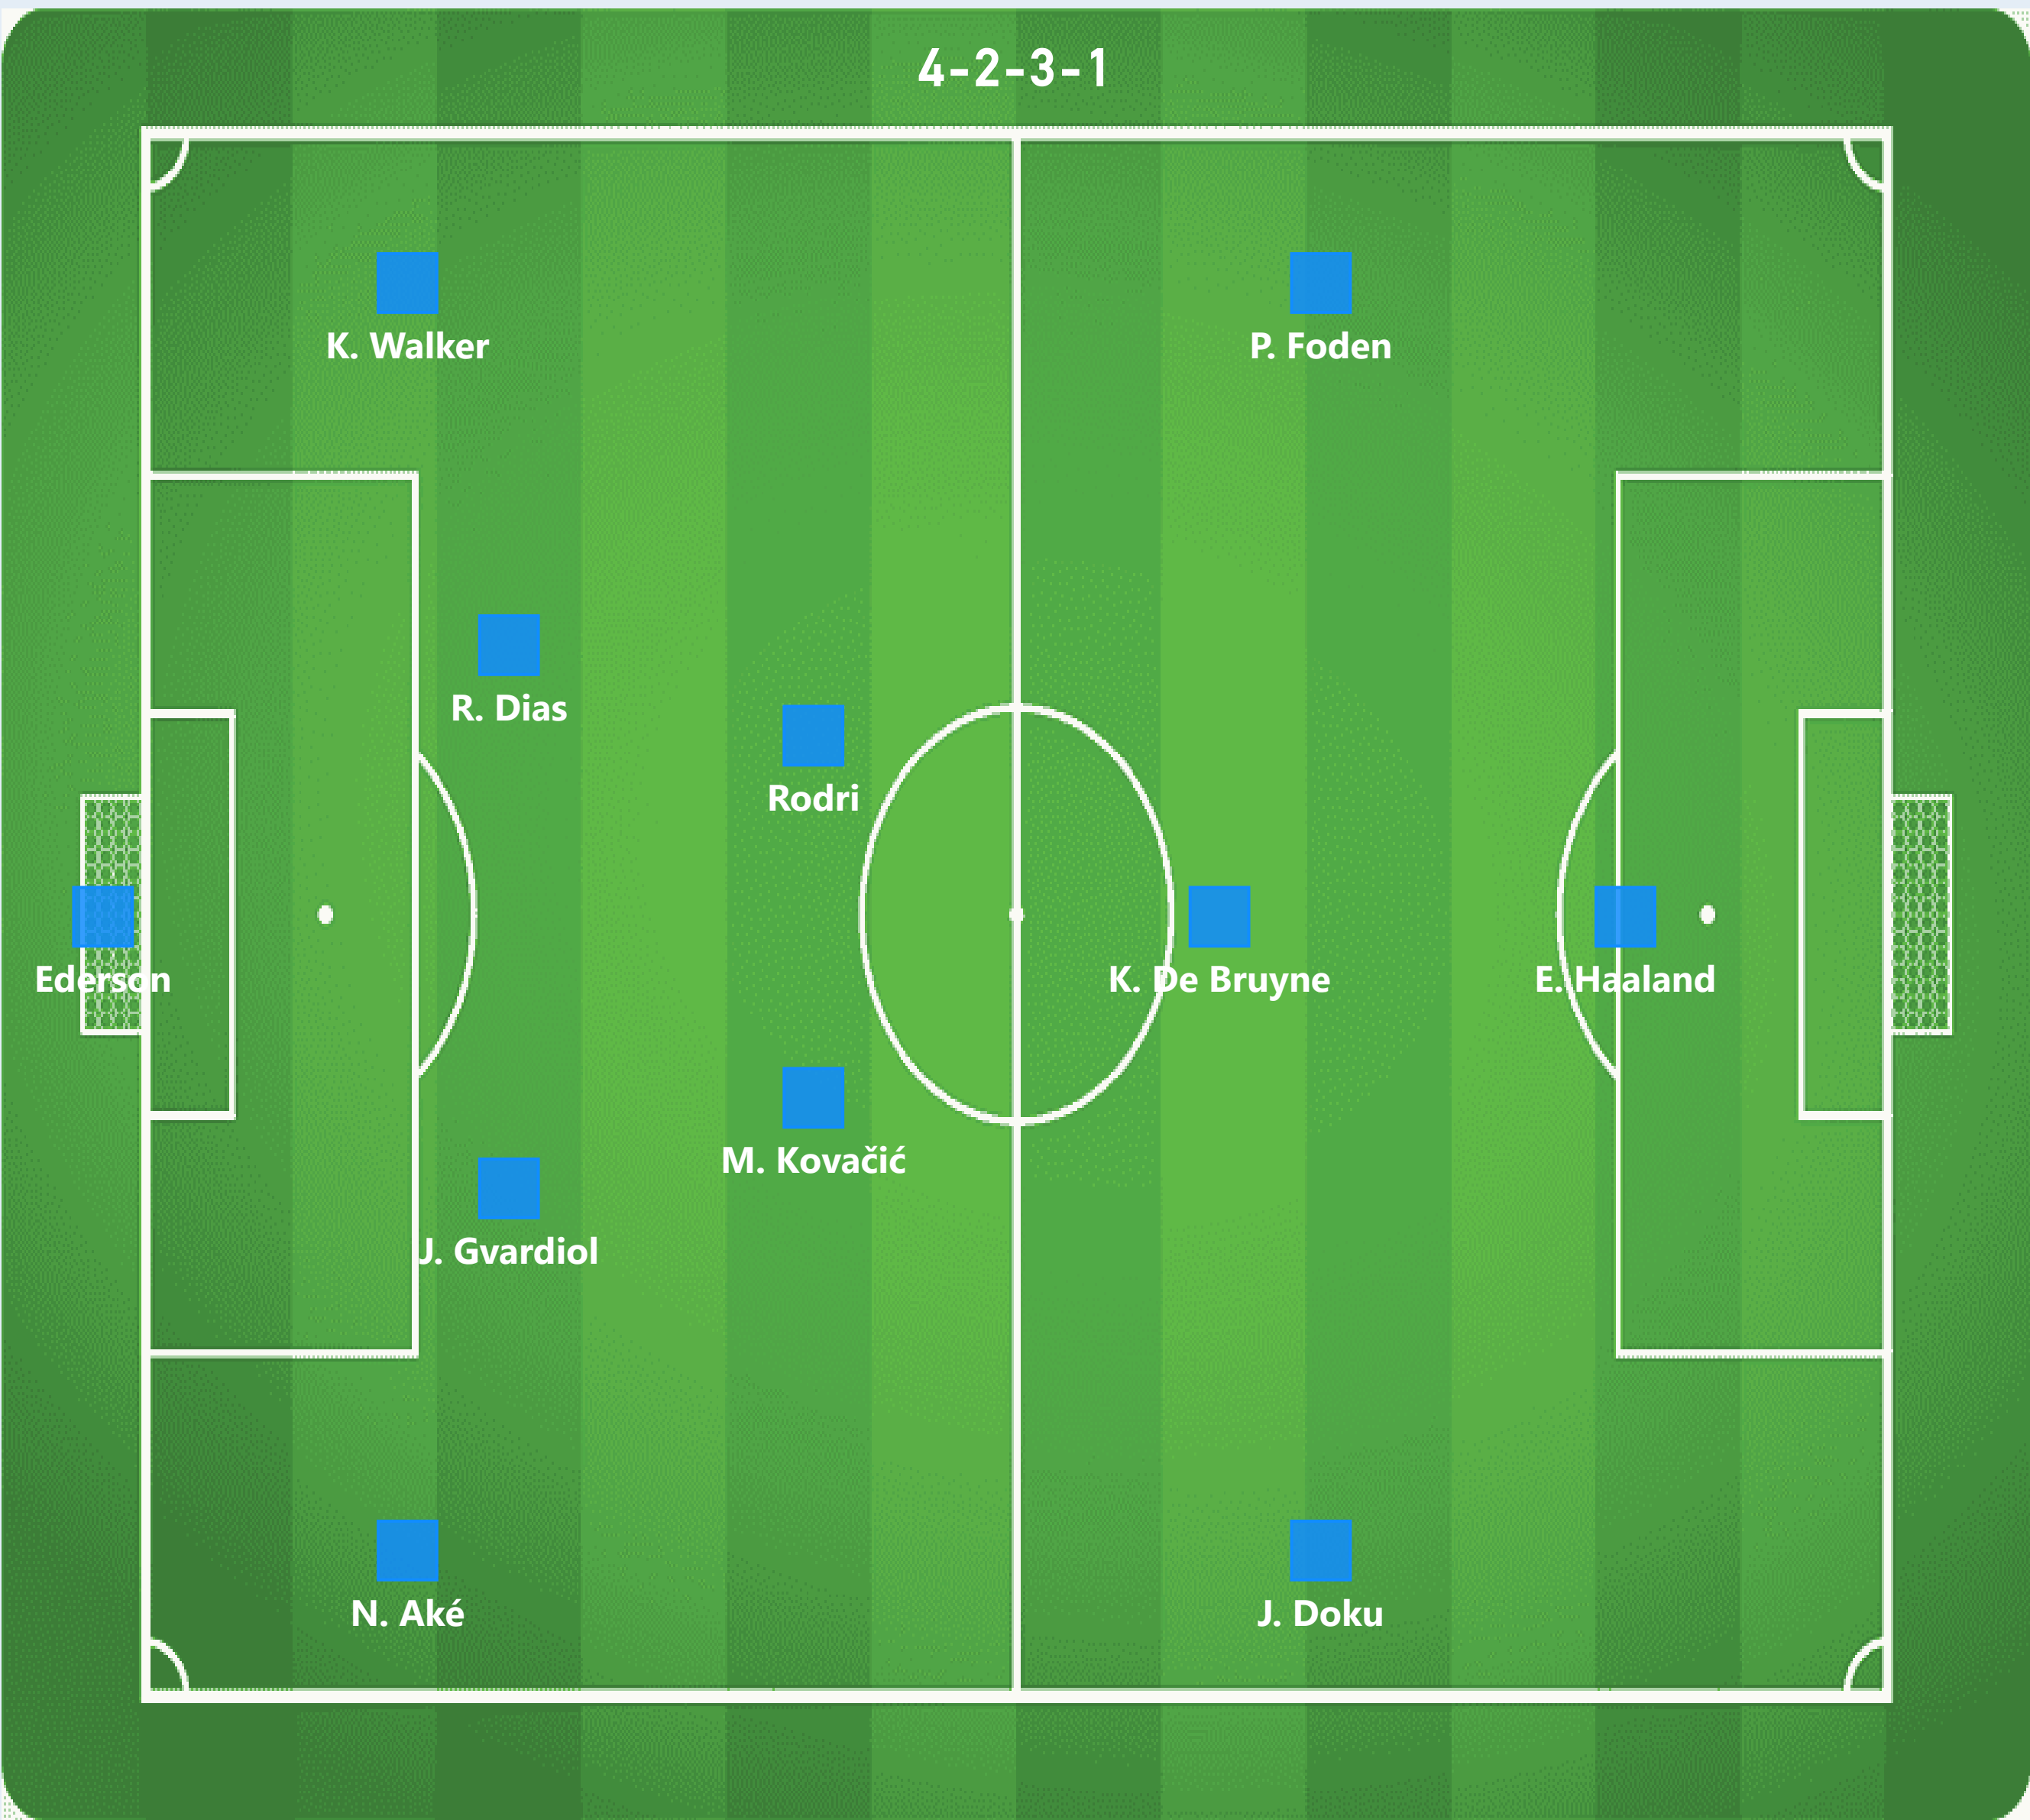 4-2-3-1
K. Walker
P. Foden
R. Dias
Rodri
Ederson
K. De Bruyne
E. Haaland
M. Kovačić
J. Gvardiol
N. Aké
J. Doku